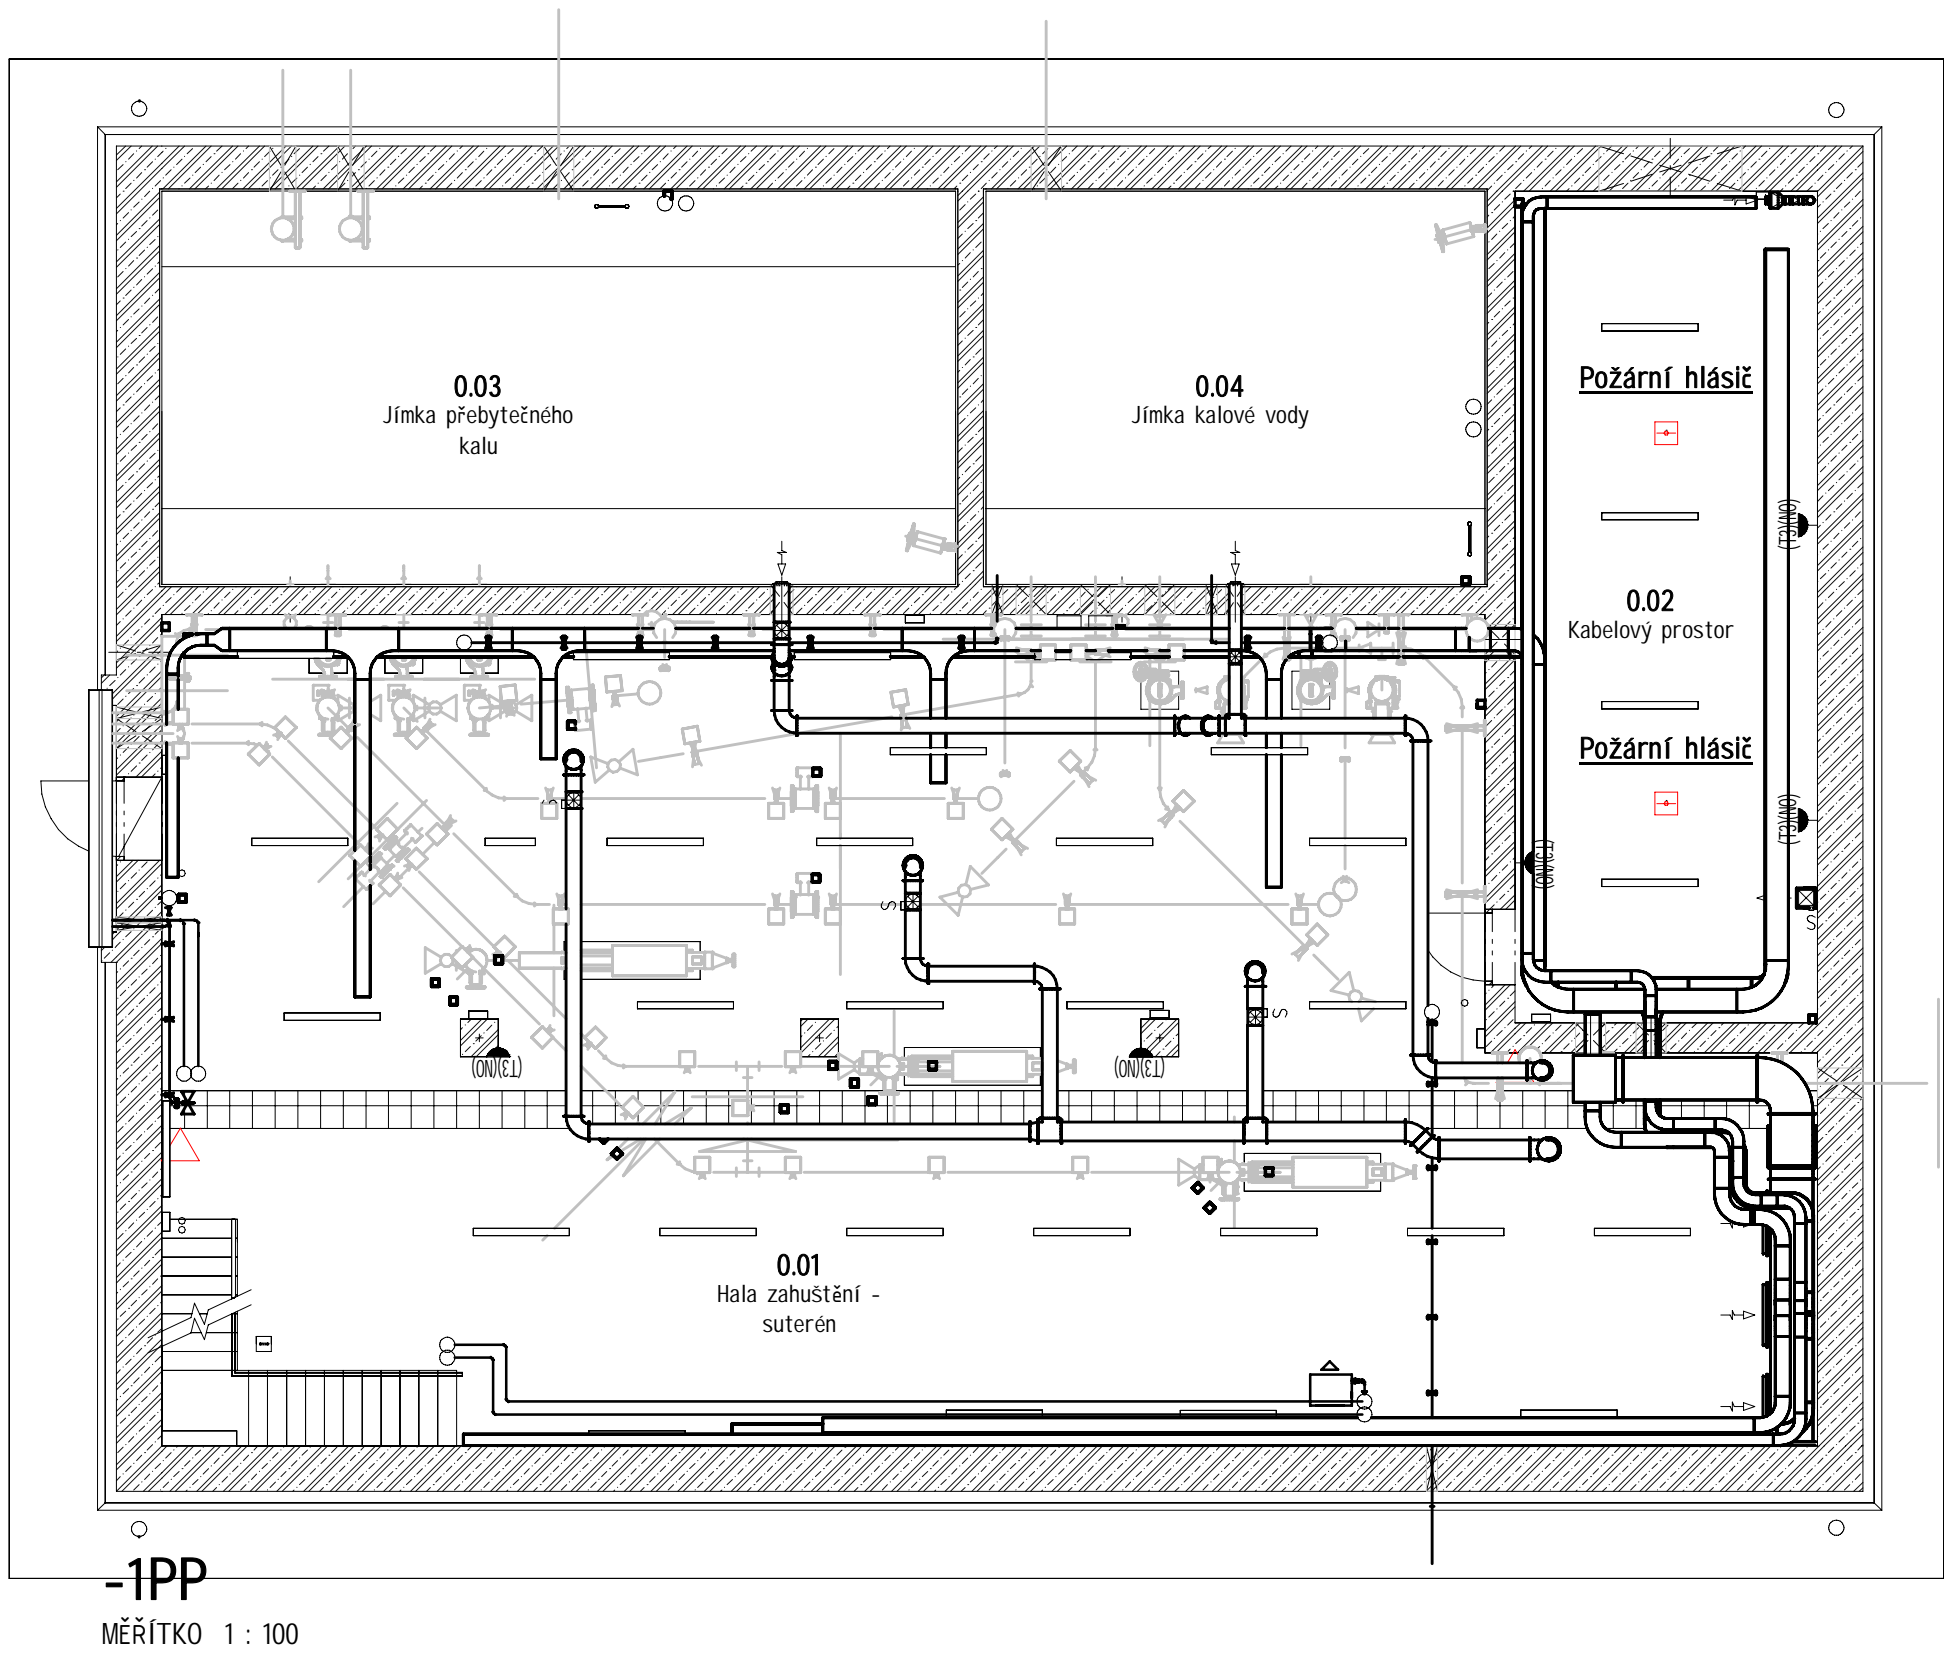 0.03
Jímka přebytečného
kalu
0.04
Jímka kalové vody
Požární hlásič
(T3)(NO)
0.02
Kabelový prostor
Požární hlásič
(T3)(NO)
(T3)(NO)
S
S
S
S
(T3)(NO)
(T3)(NO)
0.01
Hala zahuštění -
suterén
-1PP
MĚŘÍTKO 1 : 100